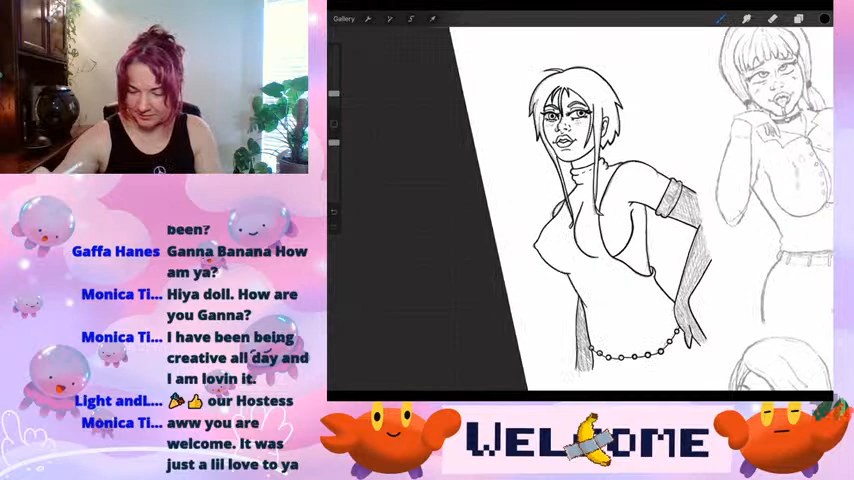 Gallery
been?
Gaffa Hanes Ganna Banana How
am ya?
Monica Ti... Hiya doll. How are
you Ganna?
Monica Ti... I have been being
creative all day and
I am lovin it.
Light andL... 🎉👍 our Hostess
Monica Ti... aww you are
welcome. It was
just a lil love to ya
WELCOME